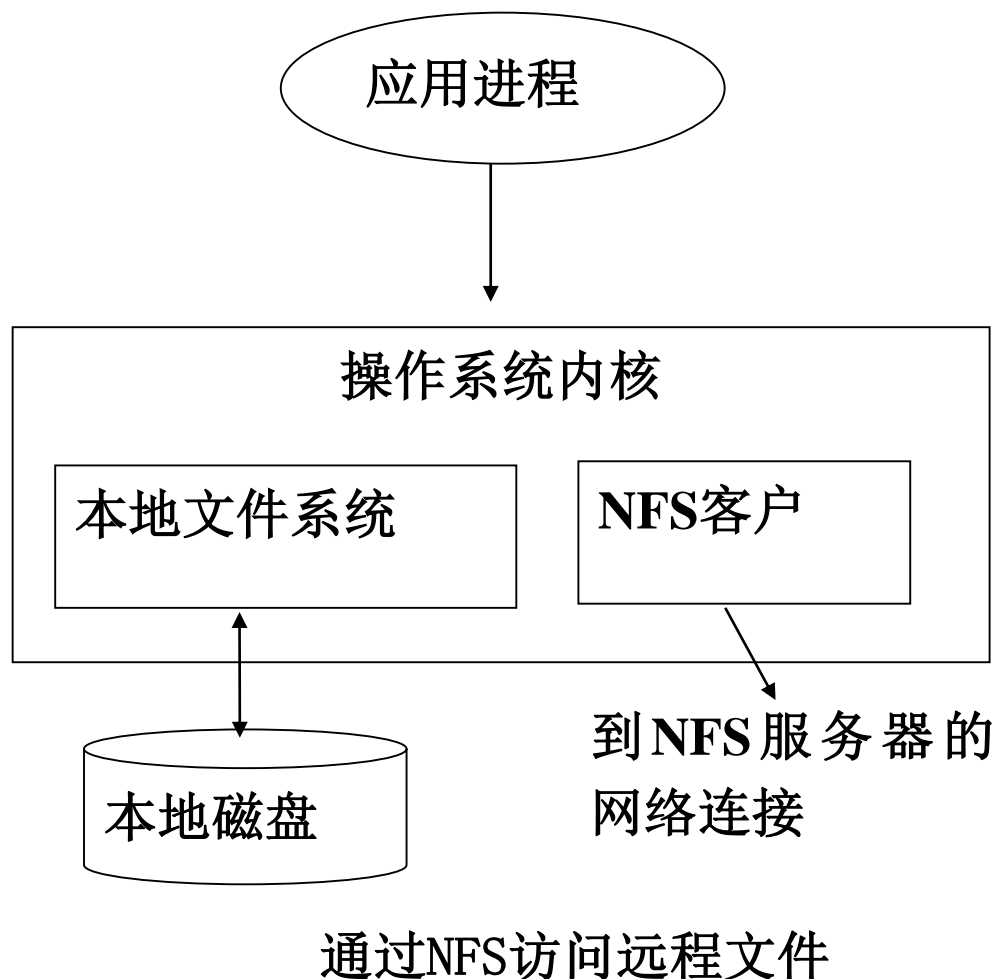 应用进程
操作系统内核
本地文件系统
NFS客户
到NFS服务器的
网络连接
本地磁盘
通过NFS访问远程文件